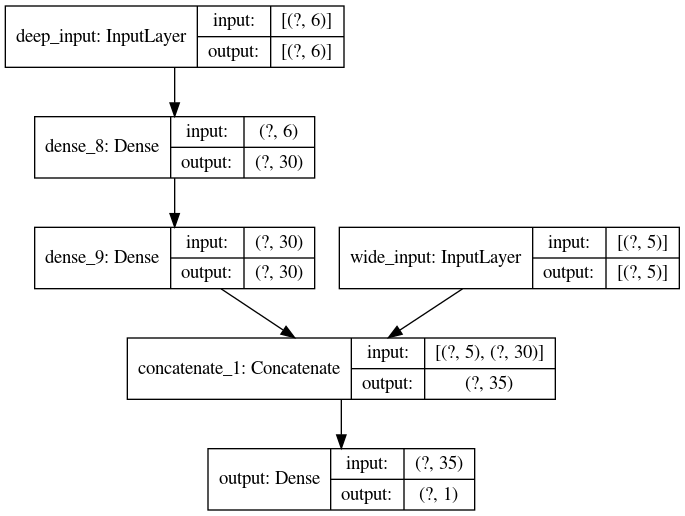 deep_input: InputLayer
input:
[(?, 6)]
output:
[(?, 6)]
dense_8: Dense
input:
(?, 6)
output:
(?, 30)
dense_9: Dense
input:
(?, 30)
output:
(?, 30)
wide_input: InputLayer
input:
[(?, 5)]
output:
[(?, 5)]
concatenate_1: Concatenate
input:
[(?, 5), (?, 30)]
output:
(?, 35)
output: Dense
input:
(?, 35)
output:
(?, 1)